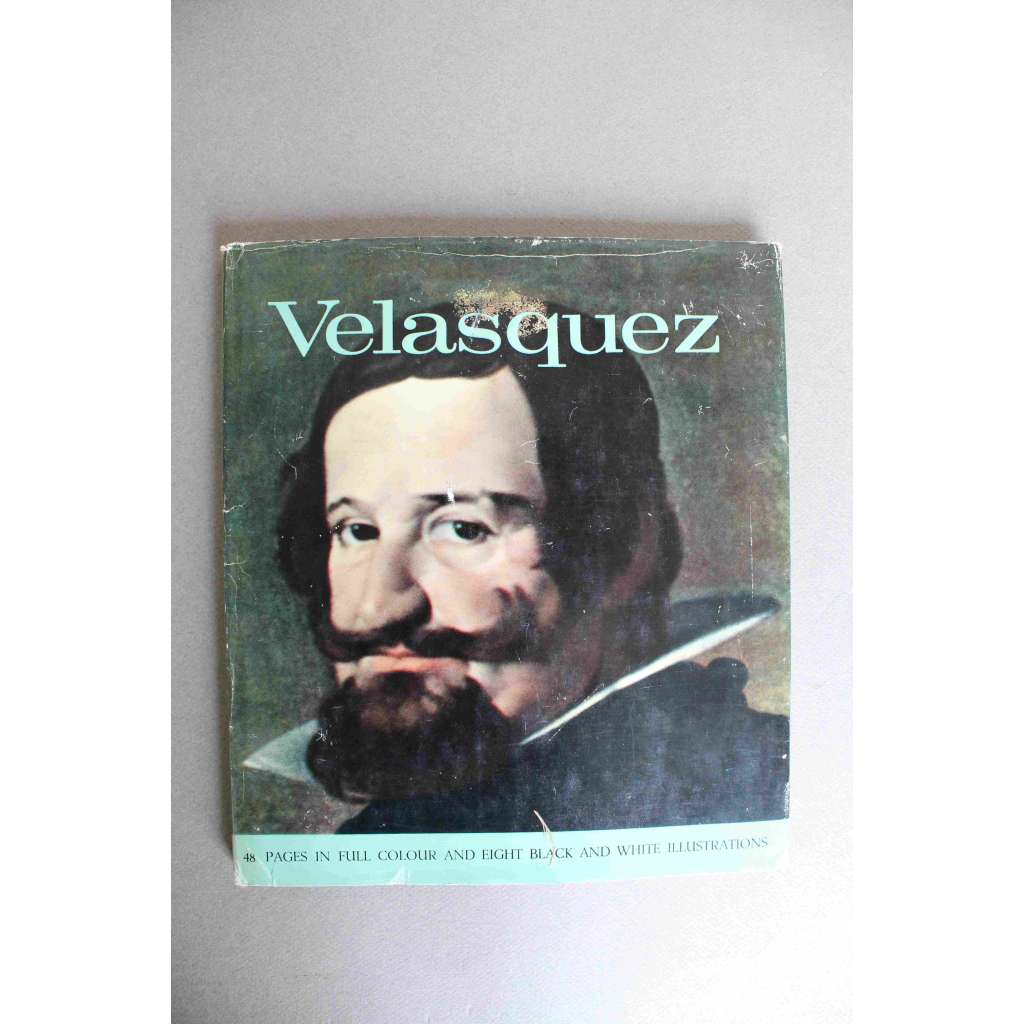 Velasquez
48 PAGES IN FULL COLOUR AND EIGHT BLACK AND WHITE ILLUSTRATIONS